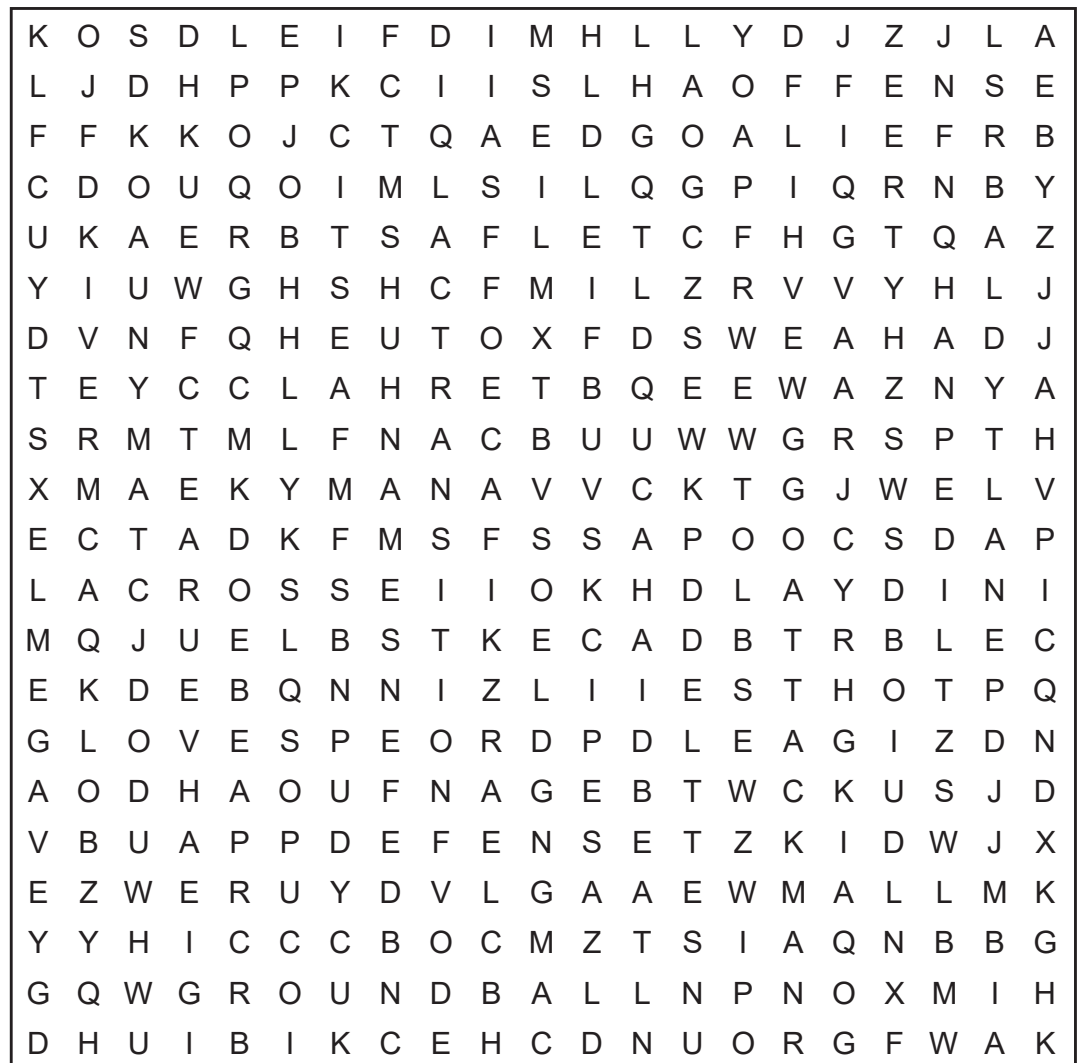 K O S D L E I F D I M H L L Y D J Z J L A
L J D H P P K C I I S L H A O F F E N S E
F F K K O J C T Q A E D G O A L I E F R B
C D O U Q O I M L S I L Q G P I Q R N B Y
U K A E R B T S A F L E T C F H G T Q A Z
Y I U W G H S H C F M I L Z R V V Y H L J
D V N F Q H E U T O X F D S W E A H A D J
T E Y C C L A H R E T B Q E E W A Z N Y A
S R M T M L F N A C B U U W W G R S P T H
X M A E K Y M A N A V V C K T G J W E L V
E C T A D K F M S F S S A P O O C S D A P
L A C R O S S E I I O K H D L A Y D I N I
M Q J U E L B S T K E C A D B T R B L E C
E K D E B Q N N I Z L I I E S T H O T P Q
G L O V E S P E O R D P D L E A G I Z D N
A O D H A O U F N A G E B T W C K U S J D
V B U A P P D E F E N S E T Z K I D W J X
E Z W E R U Y D V L G A A E W M A L L M K
Y Y H I C C C B O C M Z T S I A Q N B B G
G Q W G R O U N D B A L L N P N O X M I H
D H U I B I K C E H C D N U O R G F W A K